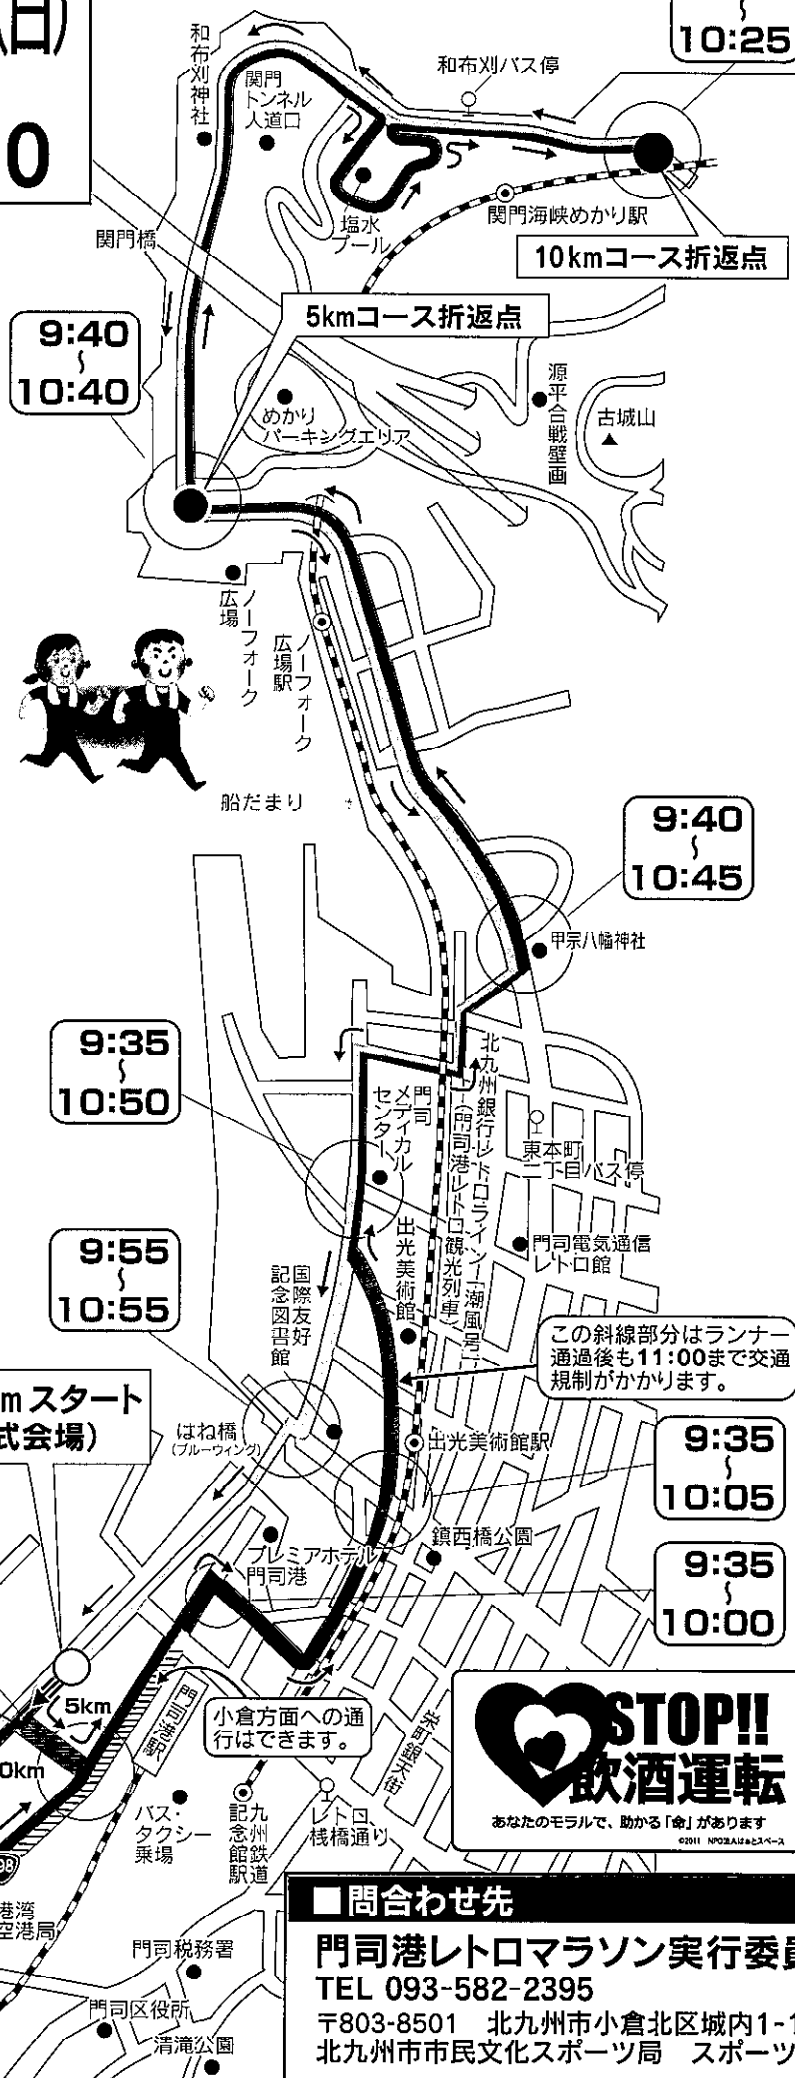 (日)
0
〜
10:25
和布刈神社
関門
トンネル
人道口
和布刈バス停
塩水
プール
関門海峡めかり駅
関門橋
10kmコース折返点
5kmコース折返点
9:40
〜
10:40
めかり
パーキングエリア
源平合戦壁画
古城山
ノーフォーク
広場
ノーフォーク
広場駅
船だまり
9:40
〜
10:45
甲宗八幡神社
9:35
〜
10:50
門司
メディカル
センター
北九州銀行レトロライン「潮風号」
(門司港レトロ観光列車)
東本町
二丁目バス停
門司電気通信
レトロ館
出光美術館
9:55
〜
10:55
国際友好
記念図書館
この斜線部分はランナー
通過後も11:00まで交通
規制がかかります。
mスタート
式会場)
はね橋
(ブルーウィング)
出光美術館駅
9:35
〜
10:05
鎮西橋公園
プレミアホテル
門司港
9:35
〜
10:00
5km
0km
門司港駅
小倉方面への通
行はできます。
栄町銀天街
STOP!!
飲酒運転
あなたのモラルで、助かる「命」があります
©2011 NPO法人はぁとスペース
バス・
タクシー
乗場
九州鉄道
記念館駅
レトロ
桟橋通り
98
港湾
空港局
門司税務署
門司区役所
清滝公園
■問合わせ先
門司港レトロマラソン実行委員
TEL 093-582-2395
〒803-8501 北九州市小倉北区城内1-1
北九州市市民文化スポーツ局 スポーツ